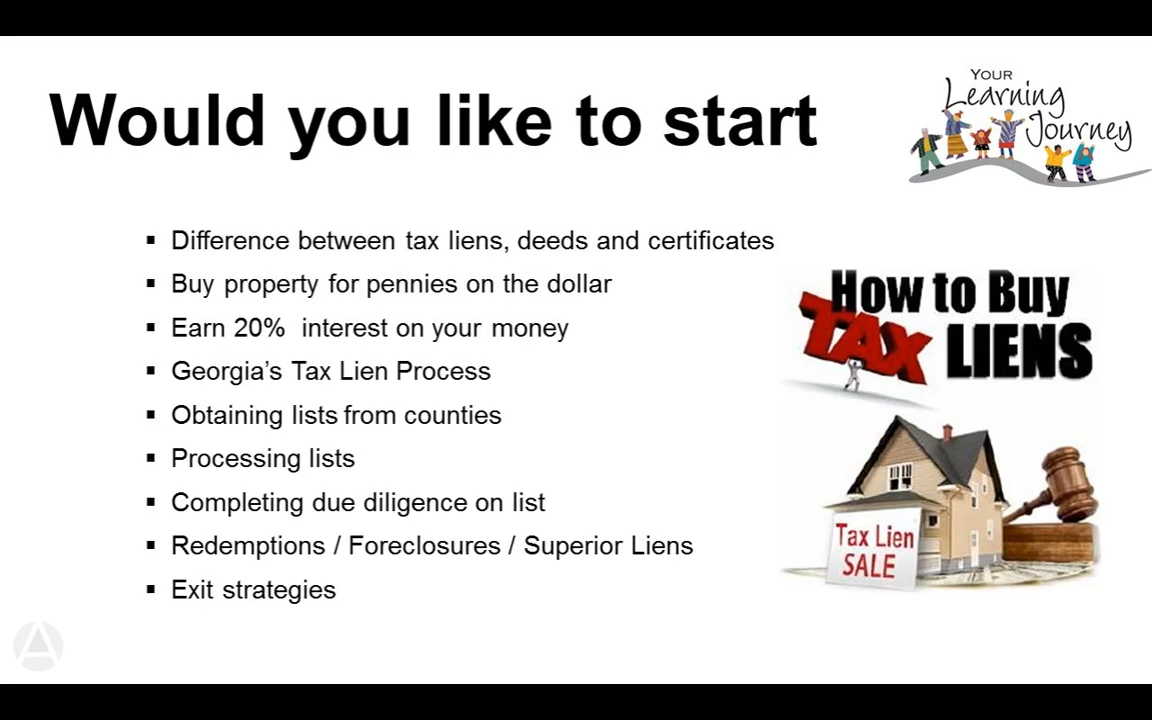 Would you like to start
YOUR
Learning
Journey
▪ Difference between tax liens, deeds and certificates
▪ Buy property for pennies on the dollar
▪ Earn 20% interest on your money
▪ Georgia's Tax Lien Process
▪ Obtaining lists from counties
▪ Processing lists
▪ Completing due diligence on list
▪ Redemptions / Foreclosures / Superior Liens
▪ Exit strategies
How to Buy
TAX LIENS
Tax Lien
SALE